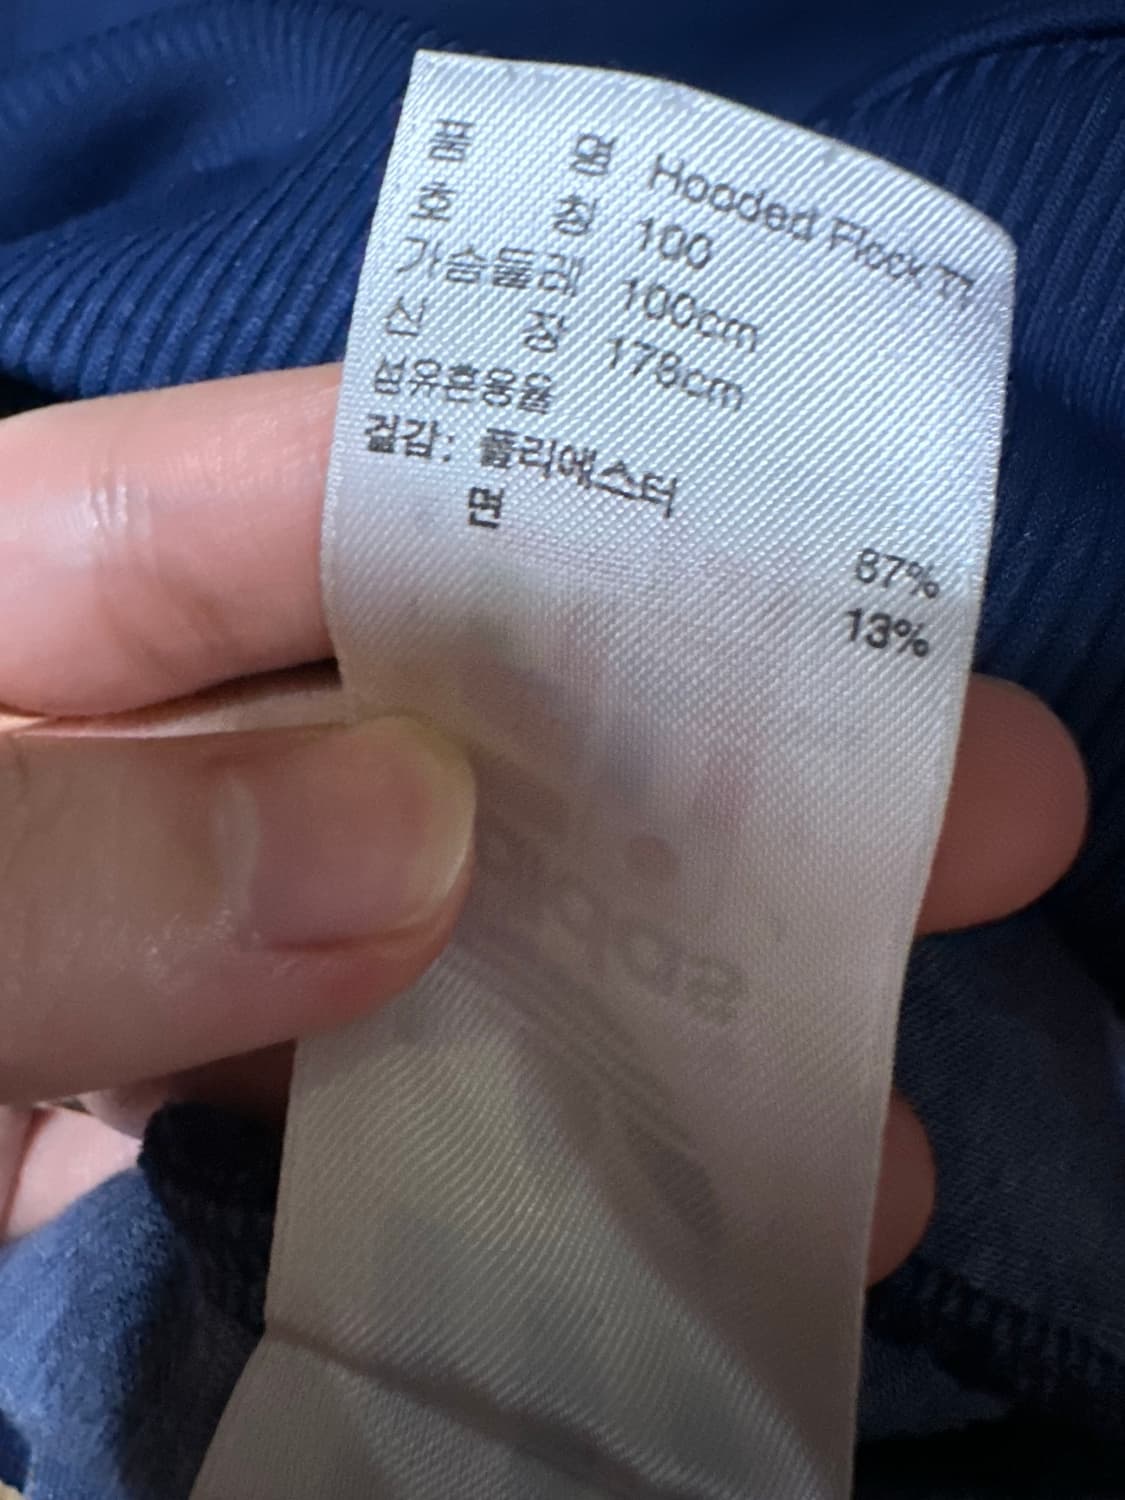 품 명 Hooded Flock TT
호 칭 100
가슴둘레 100cm
신 장 178cm
섬유혼용율
겉감: 폴리에스터
87%
면
13%